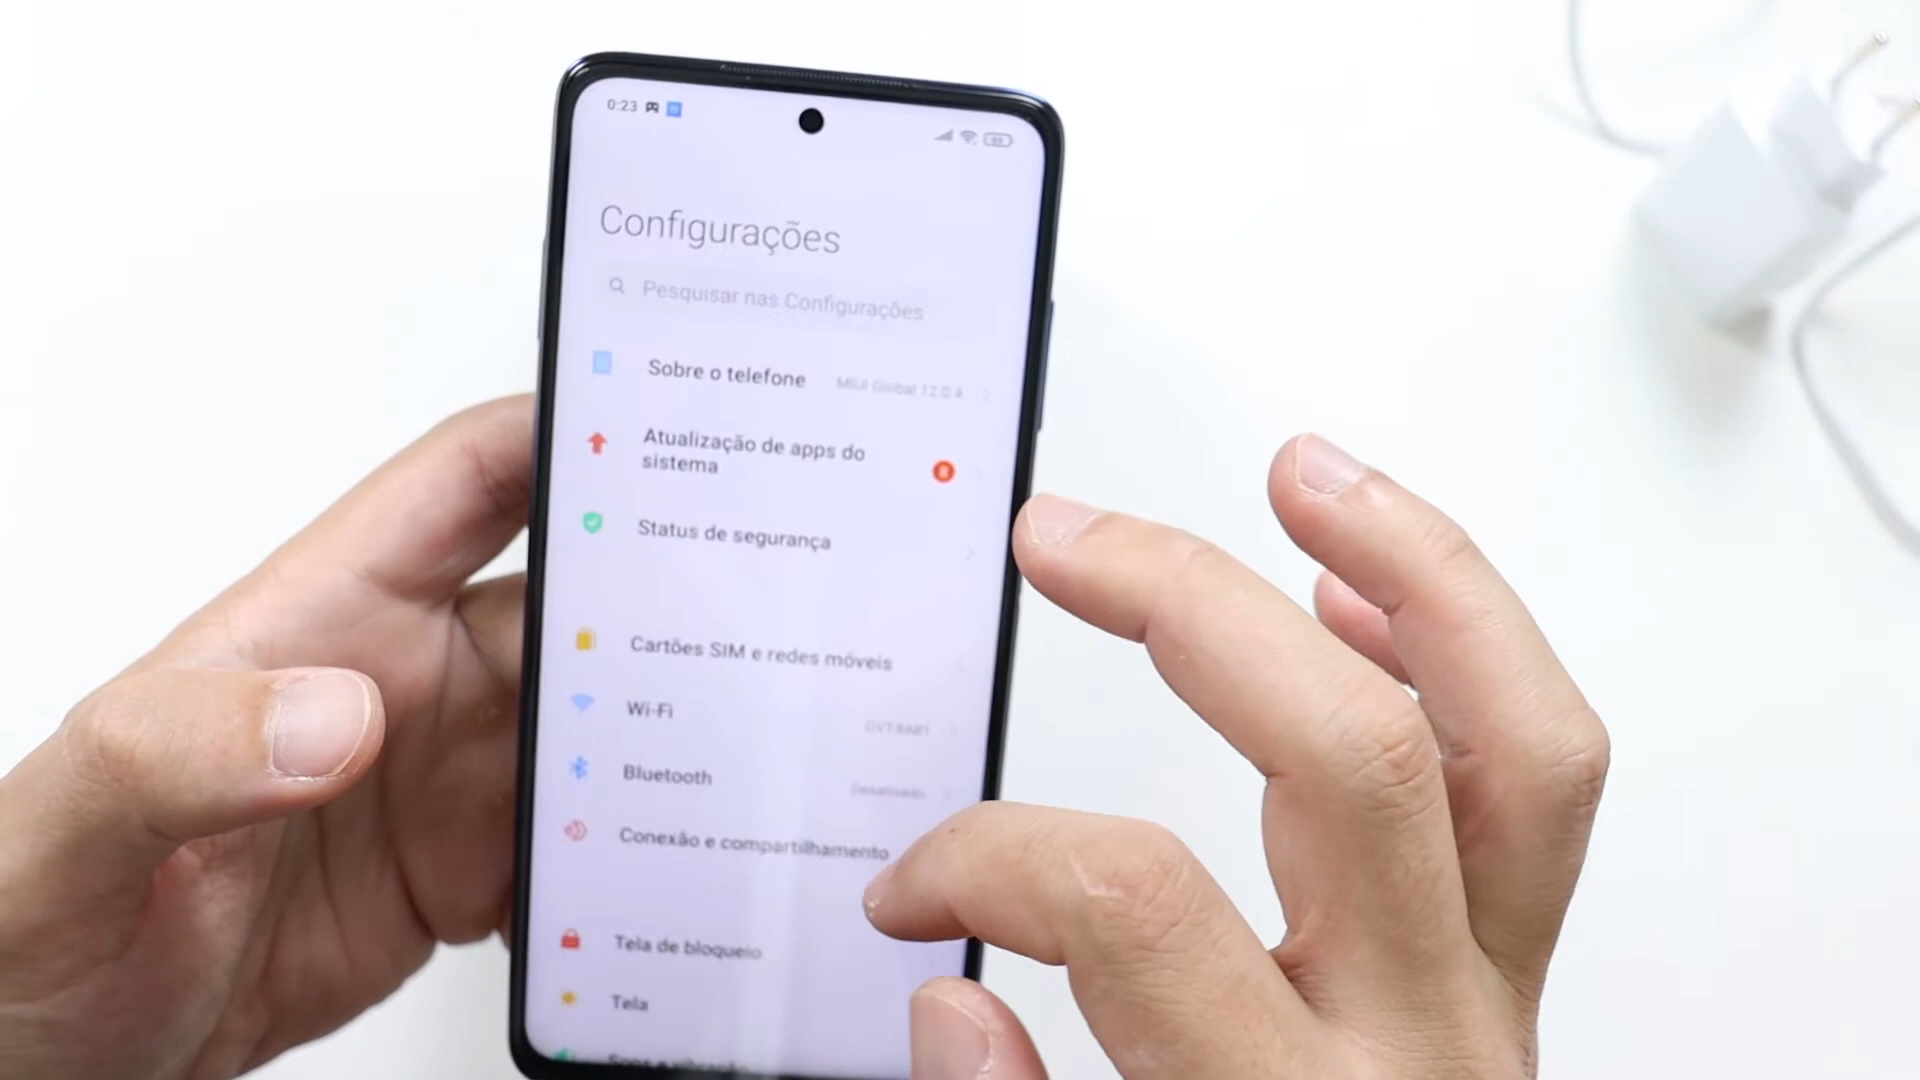 0:23
Configurações
Pesquisar nas Configurações
Sobre o telefone MIUI Global 12.0.4
Atualização de apps do
sistema
Status de segurança
Cartões SIM e redes móveis
Wi-Fi
Bluetooth Desativado
Conexão e compartilhamento
Tela de bloqueio
Tela